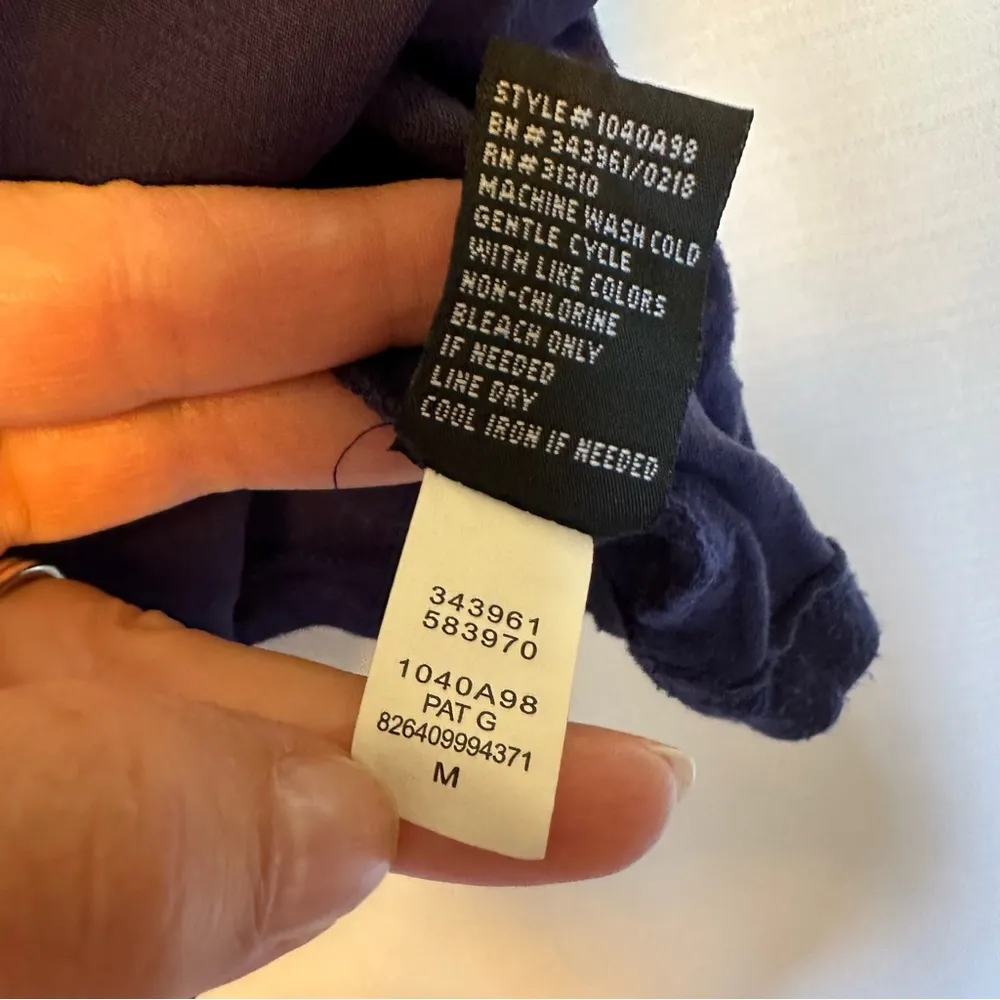 STYLE# 1040A98
BN# 343961/0218
RN# 31310
MACHINE WASH COLD
GENTLE CYCLE
WITH LIKE COLORS
NON-CHLORINE
BLEACH ONLY
IF NEEDED
LINE DRY
COOL IRON IF NEEDED
343961
583970
1040A98
PAT G
826409994371
M